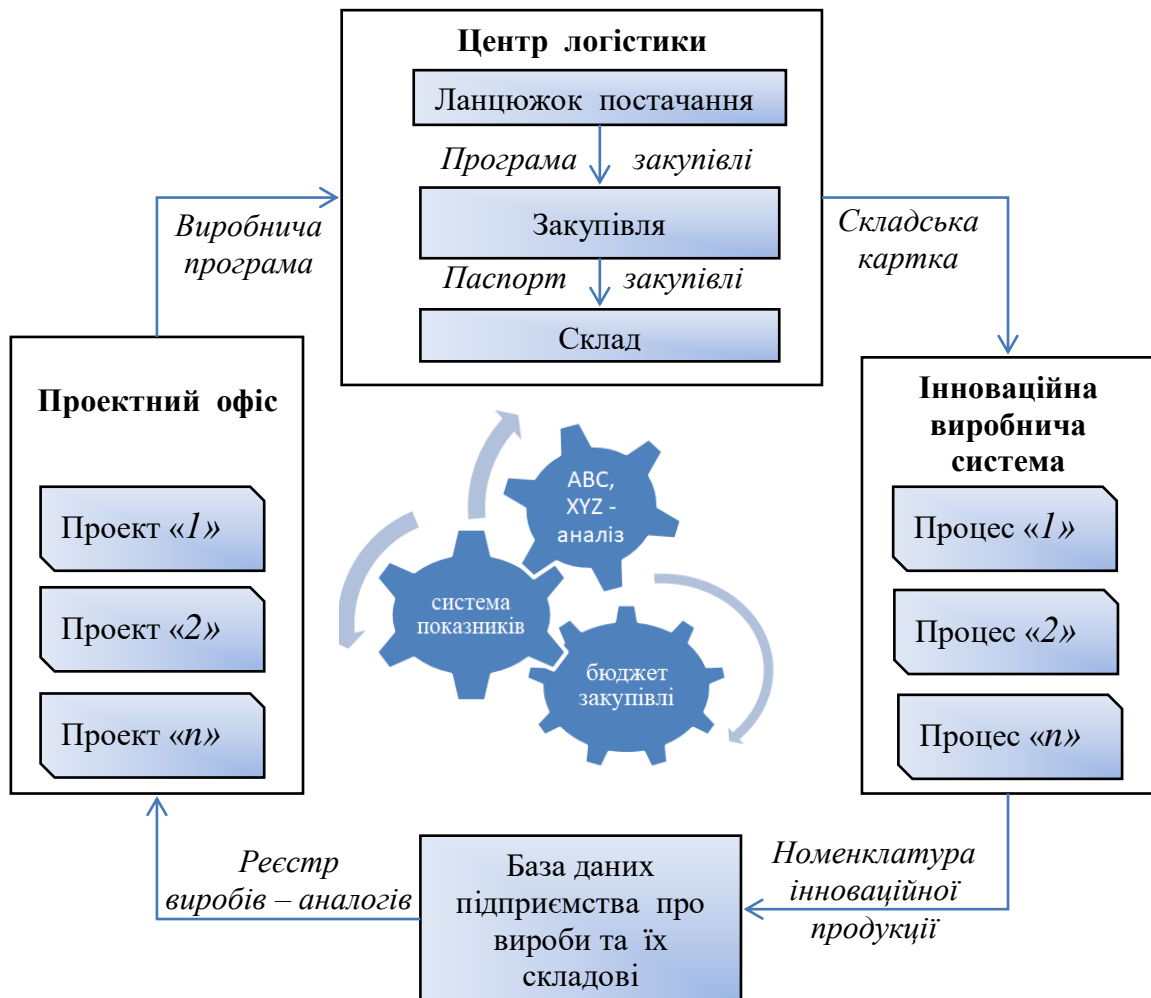 Центр логістики
Ланцюжок постачання
Програма закупівлі
Закупівля
Паспорт закупівлі
Склад
Виробнича
програма
Складська
картка
Проектний офіс
Проект «1»
Проект «2»
Проект «n»
ABC,
XYZ -
аналіз
система
показників
бюджет
закупівлі
Інноваційна
виробнича
система
Процес «1»
Процес «2»
Процес «n»
Реєстр
виробів – аналогів
База даних
підприємства про
вироби та їх
складові
Номенклатура
інноваційної
продукції